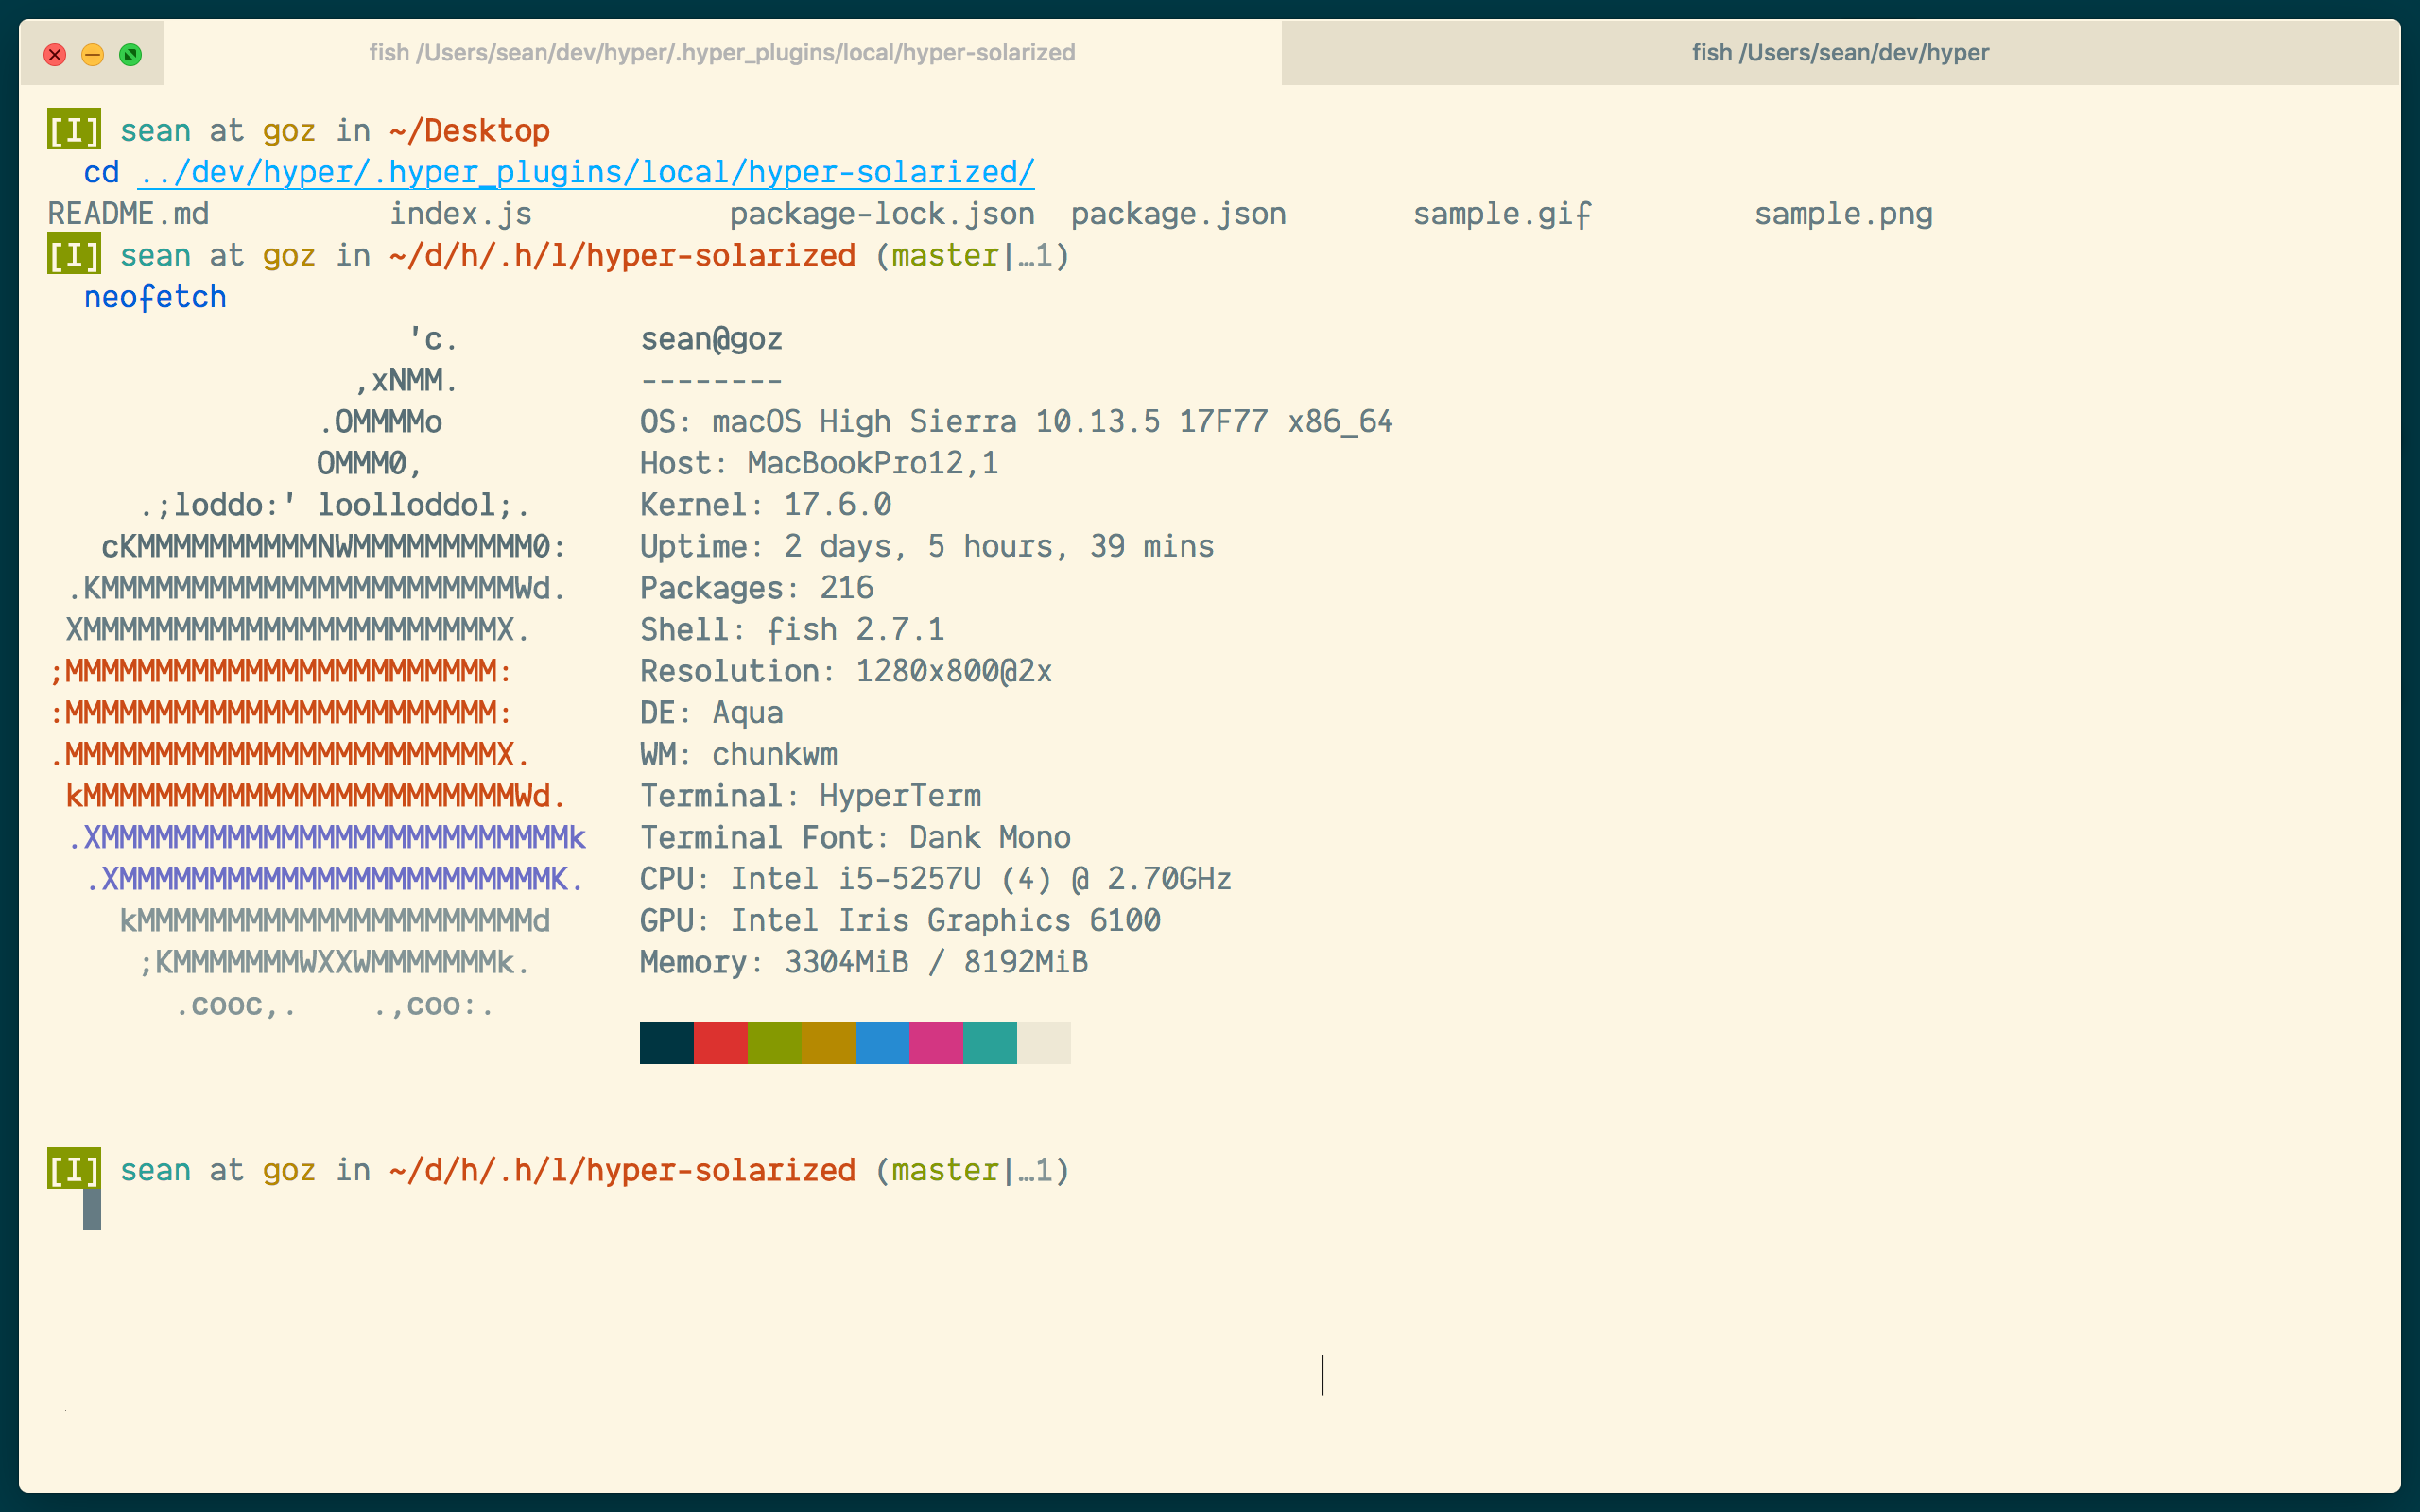 fish /Users/sean/dev/hyper/.hyper_plugins/local/hyper-solarized fish /Users/sean/dev/hyper
[I] sean at goz in ~/Desktop
cd ../dev/hyper/.hyper_plugins/local/hyper-solarized/
README.md index.js package-lock.json package.json sample.gif sample.png
[I] sean at goz in ~/d/h/.h/l/hyper-solarized (master|…1)
neofetch
'c. sean@goz
,xNMM. --------
.OMMMMo OS: macOS High Sierra 10.13.5 17F77 x86_64
OMMM0, Host: MacBookPro12,1
.;loddo:' loolloddol;. Kernel: 17.6.0
cKMMMMMMMMMMNWMMMMMMMMMM0: Uptime: 2 days, 5 hours, 39 mins
.KMMMMMMMMMMMMMMMMMMMMMMMWd. Packages: 216
XMMMMMMMMMMMMMMMMMMMMMMMX. Shell: fish 2.7.1
;MMMMMMMMMMMMMMMMMMMMMMMM: Resolution: 1280x800@2x
:MMMMMMMMMMMMMMMMMMMMMMMM: DE: Aqua
.MMMMMMMMMMMMMMMMMMMMMMMMX. WM: chunkwm
kMMMMMMMMMMMMMMMMMMMMMMMMWd. Terminal: HyperTerm
.XMMMMMMMMMMMMMMMMMMMMMMMMMMk Terminal Font: Dank Mono
.XMMMMMMMMMMMMMMMMMMMMMMMMK. CPU: Intel i5-5257U (4) @ 2.70GHz
kMMMMMMMMMMMMMMMMMMMMMMd GPU: Intel Iris Graphics 6100
;KMMMMMMMWXXWMMMMMMMk. Memory: 3304MiB / 8192MiB
.cooc,. .,coo:.
[I] sean at goz in ~/d/h/.h/l/hyper-solarized (master|…1)